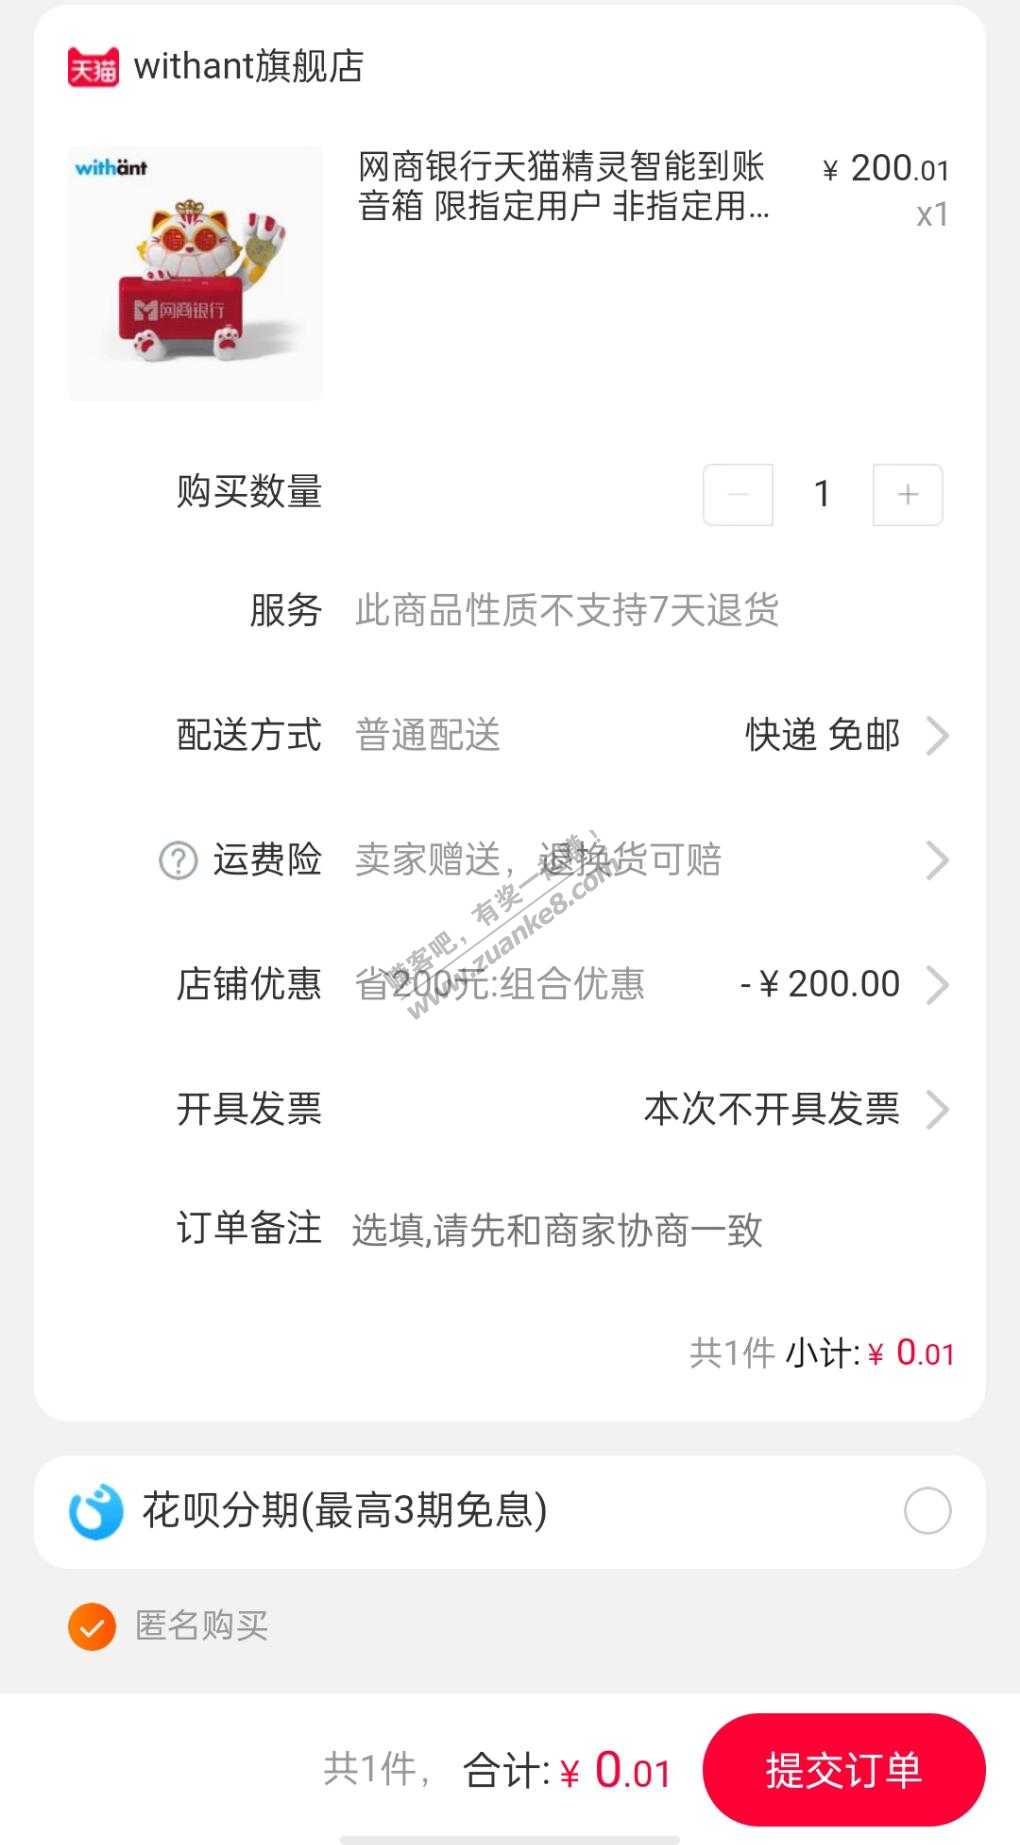 天猫 withant旗舰店
withänt
网商银行天猫精灵智能到账
音箱 限指定用户 非指定用...
¥ 200.01
x1
网商银行
购买数量 1
服务 此商品性质不支持7天退货
配送方式 普通配送 快递 免邮
运费险 卖家赠送，退换货可赔
赚客吧，有奖一起赚！
www.zuanke8.com
店铺优惠 省200元:组合优惠 -¥200.00
开具发票 本次不开具发票
订单备注 选填,请先和商家协商一致
共1件 小计:¥ 0.01
花呗分期(最高3期免息)
匿名购买
共1件， 合计:¥ 0.01 提交订单